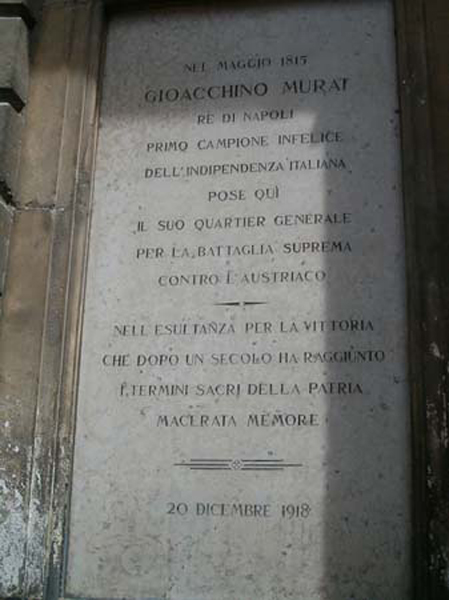 NEL MAGGIO 1815
GIOACCHINO MURAT
RE DI NAPOLI
PRIMO CAMPIONE INFELICE
DELL'INDIPENDENZA ITALIANA
POSE QUÌ
IL SUO QUARTIER GENERALE
PER LA BATTAGLIA SUPREMA
CONTRO L'AUSTRIACO
NELL'ESULTANZA PER LA VITTORIA
CHE DOPO UN SECOLO HA RAGGIUNTO
I TERMINI SACRI DELLA PATRIA
MACERATA MEMORE
20 DICEMBRE 1918